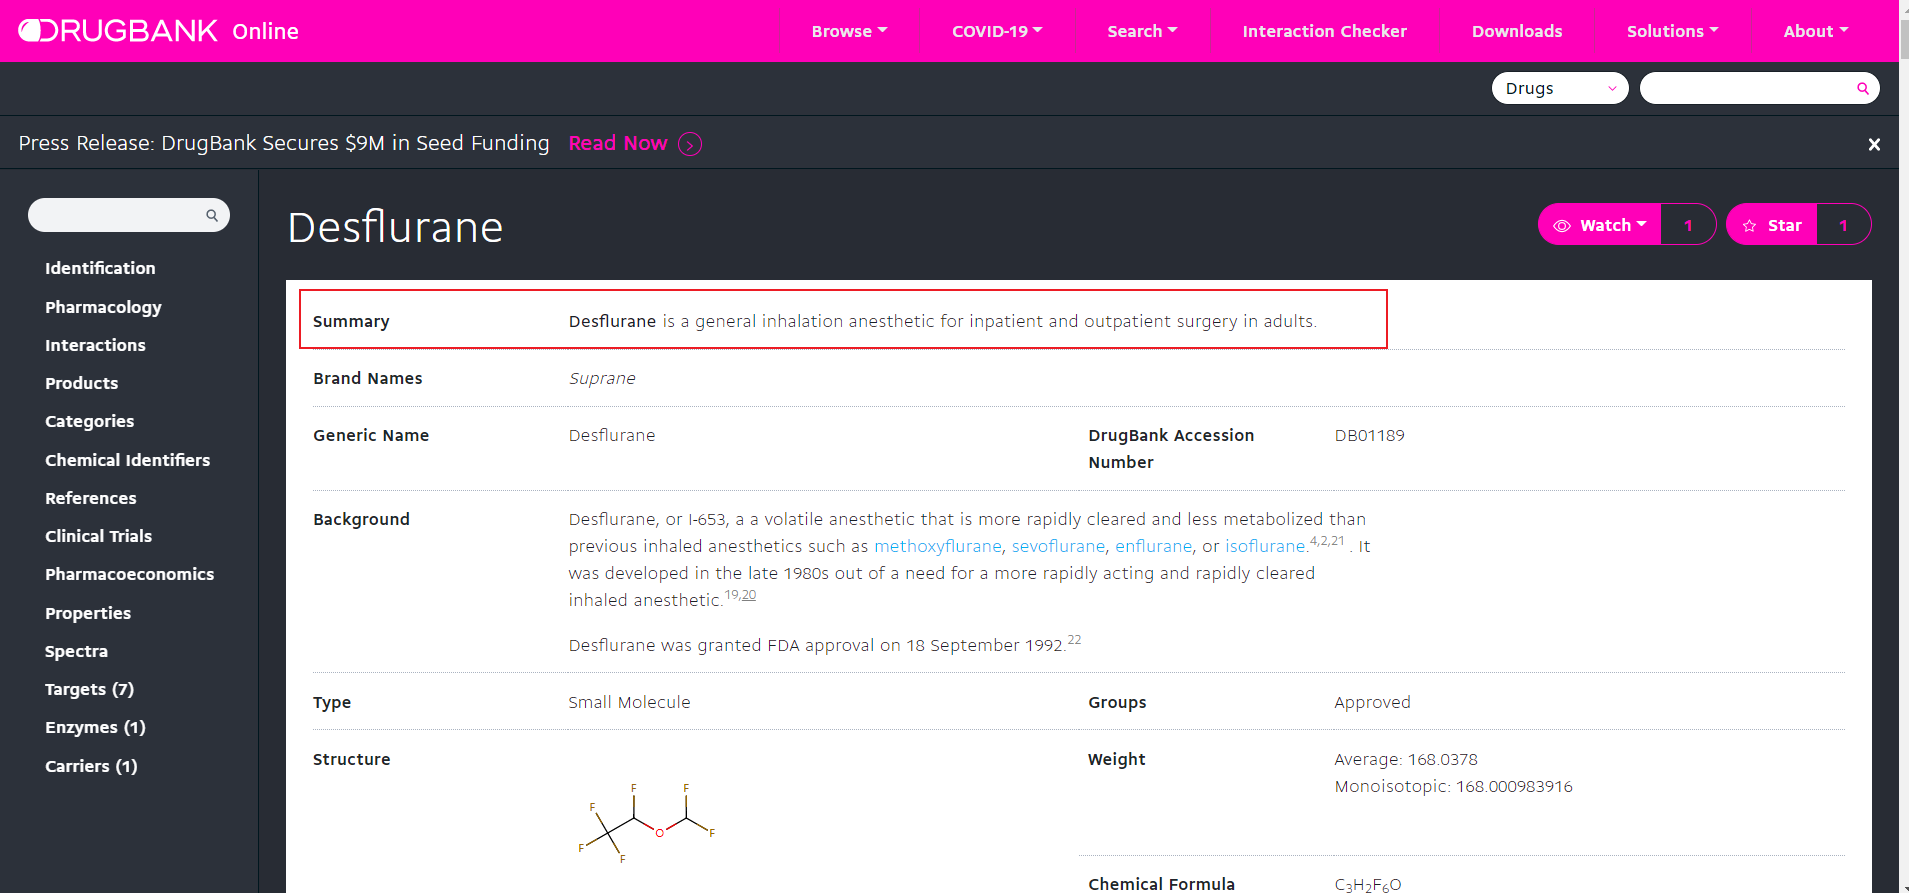 DRUGBANK Online
Browse COVID-19 Search Interaction Checker Downloads Solutions About
Drugs
Press Release: DrugBank Secures $9M in Seed Funding Read Now
Desflurane
Watch 1 Star 1
Identification
Pharmacology
Interactions
Products
Categories
Chemical Identifiers
References
Clinical Trials
Pharmacoeconomics
Properties
Spectra
Targets (7)
Enzymes (1)
Carriers (1)
Summary Desflurane is a general inhalation anesthetic for inpatient and outpatient surgery in adults.
Brand Names Suprane
Generic Name Desflurane
DrugBank Accession DB01189
Number
Background Desflurane, or I-653, a a volatile anesthetic that is more rapidly cleared and less metabolized than
previous inhaled anesthetics such as methoxyflurane, sevoflurane, enflurane, or isoflurane.4,2,21 . It
was developed in the late 1980s out of a need for a more rapidly acting and rapidly cleared
inhaled anesthetic.19,20
Desflurane was granted FDA approval on 18 September 1992.22
Type Small Molecule
Groups Approved
Structure
F F
F
O F
F
F
Weight Average: 168.0378
Monoisotopic: 168.000983916
Chemical Formula C3H2F6O